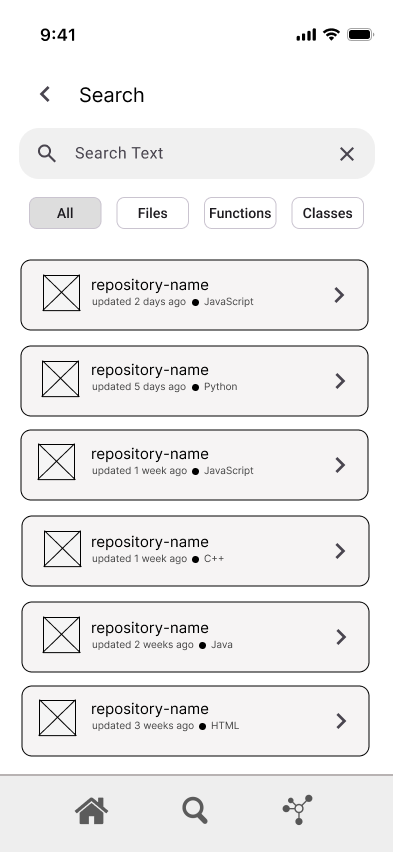 9:41
Search
Search Text
All
Files
Functions
Classes
repository-name
updated 2 days ago ● JavaScript
repository-name
updated 5 days ago ● Python
repository-name
updated 1 week ago ● JavaScript
repository-name
updated 1 week ago ● C++
repository-name
updated 2 weeks ago ● Java
repository-name
updated 3 weeks ago ● HTML